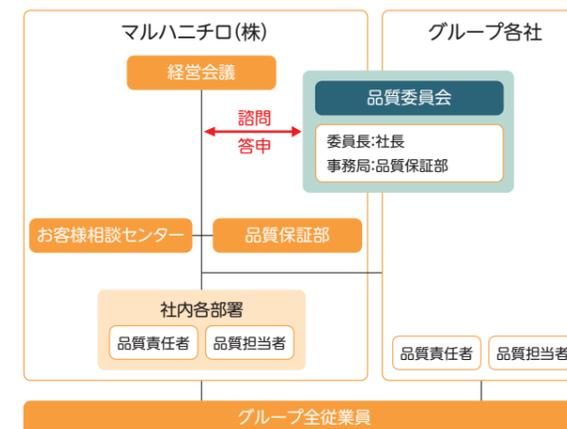 マルハニチロ(株)
グループ各社
経営会議
品質委員会
諮問
答申
委員長:社長
事務局:品質保証部
お客様相談センター
品質保証部
社内各部署
品質責任者
品質担当者
品質責任者
品質担当者
グループ全従業員